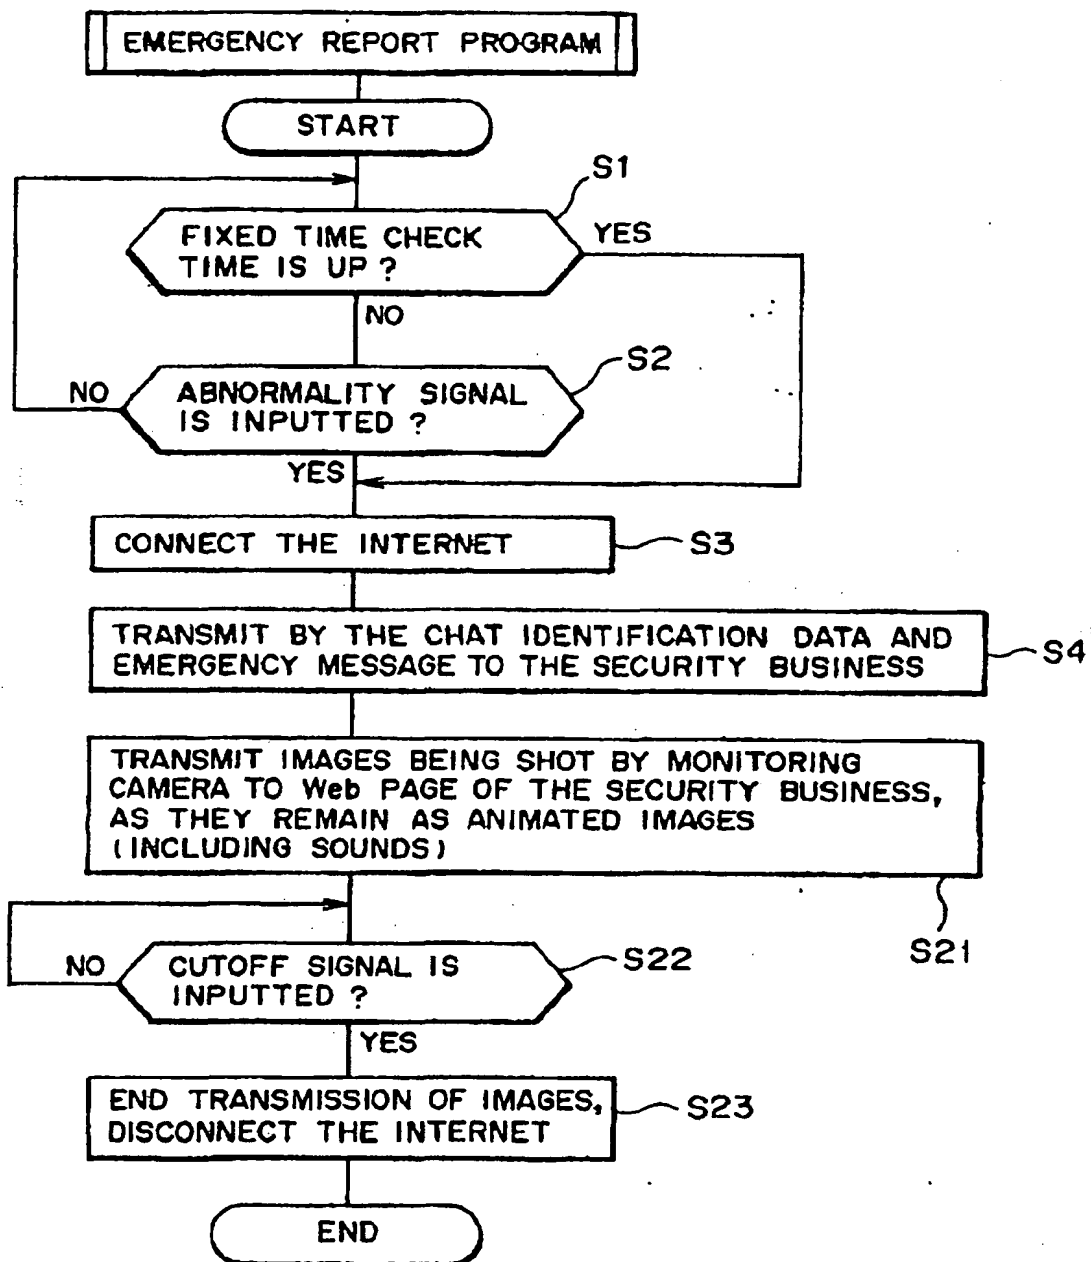 EMERGENCY REPORT PROGRAM
START
S1
FIXED TIME CHECK
TIME IS UP ?
YES
NO
S2
ABNORMALITY SIGNAL
IS INPUTTED ?
NO
YES
CONNECT THE INTERNET
S3
TRANSMIT BY THE CHAT IDENTIFICATION DATA AND
EMERGENCY MESSAGE TO THE SECURITY BUSINESS
S4
TRANSMIT IMAGES BEING SHOT BY MONITORING
CAMERA TO Web PAGE OF THE SECURITY BUSINESS,
AS THEY REMAIN AS ANIMATED IMAGES
(INCLUDING SOUNDS)
S21
CUTOFF SIGNAL IS
INPUTTED ?
S22
NO
YES
END TRANSMISSION OF IMAGES,
DISCONNECT THE INTERNET
S23
END